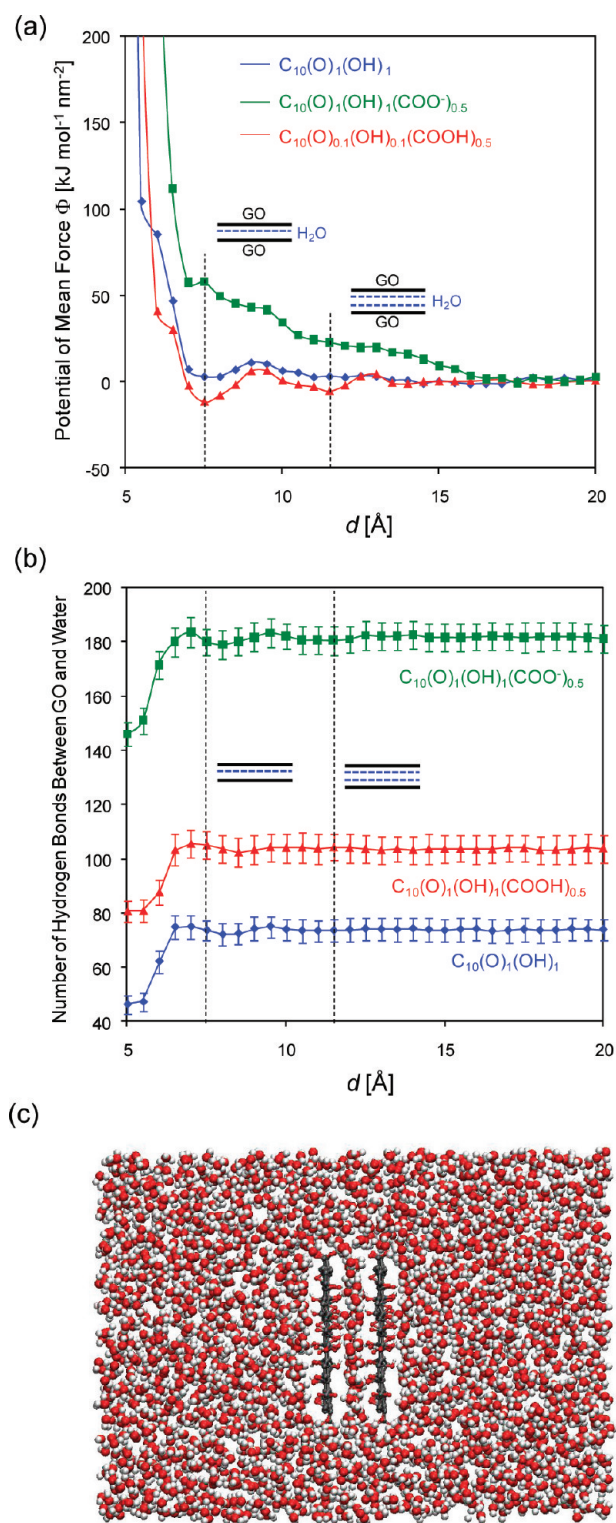 (a)
200
150
100
50
0
-50
Potential of Mean Force Φ [kJ mol⁻¹ nm⁻²]
C₁₀(O)₁(OH)₁
C₁₀(O)₁(OH)₁(COO⁻)₀.₅
C₁₀(O)₀.₁(OH)₀.₁(COOH)₀.₅
GO
H₂O
GO
GO
H₂O
GO
5 10 15 20
d [Å]
(b)
200
180
160
140
120
100
80
60
40
Number of Hydrogen Bonds Between GO and Water
C₁₀(O)₁(OH)₁(COO⁻)₀.₅
C₁₀(O)₁(OH)₁(COOH)₀.₅
C₁₀(O)₁(OH)₁
5 10 15 20
d [Å]
(c)